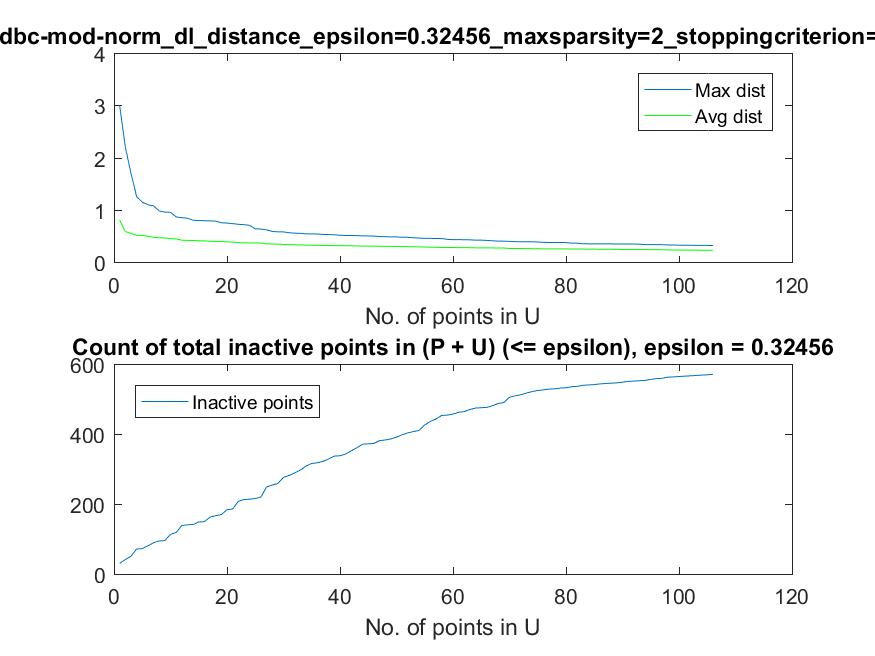 dbc-mod-norm_dl_distance_epsilon=0.32456_maxsparsity=2_stoppingcriterion=
4
3
2
1
0
Max dist
Avg dist
0 20 40 60 80 100 120
No. of points in U
Count of total inactive points in (P + U) (<= epsilon), epsilon = 0.32456
600
400
200
0
Inactive points
0 20 40 60 80 100 120
No. of points in U